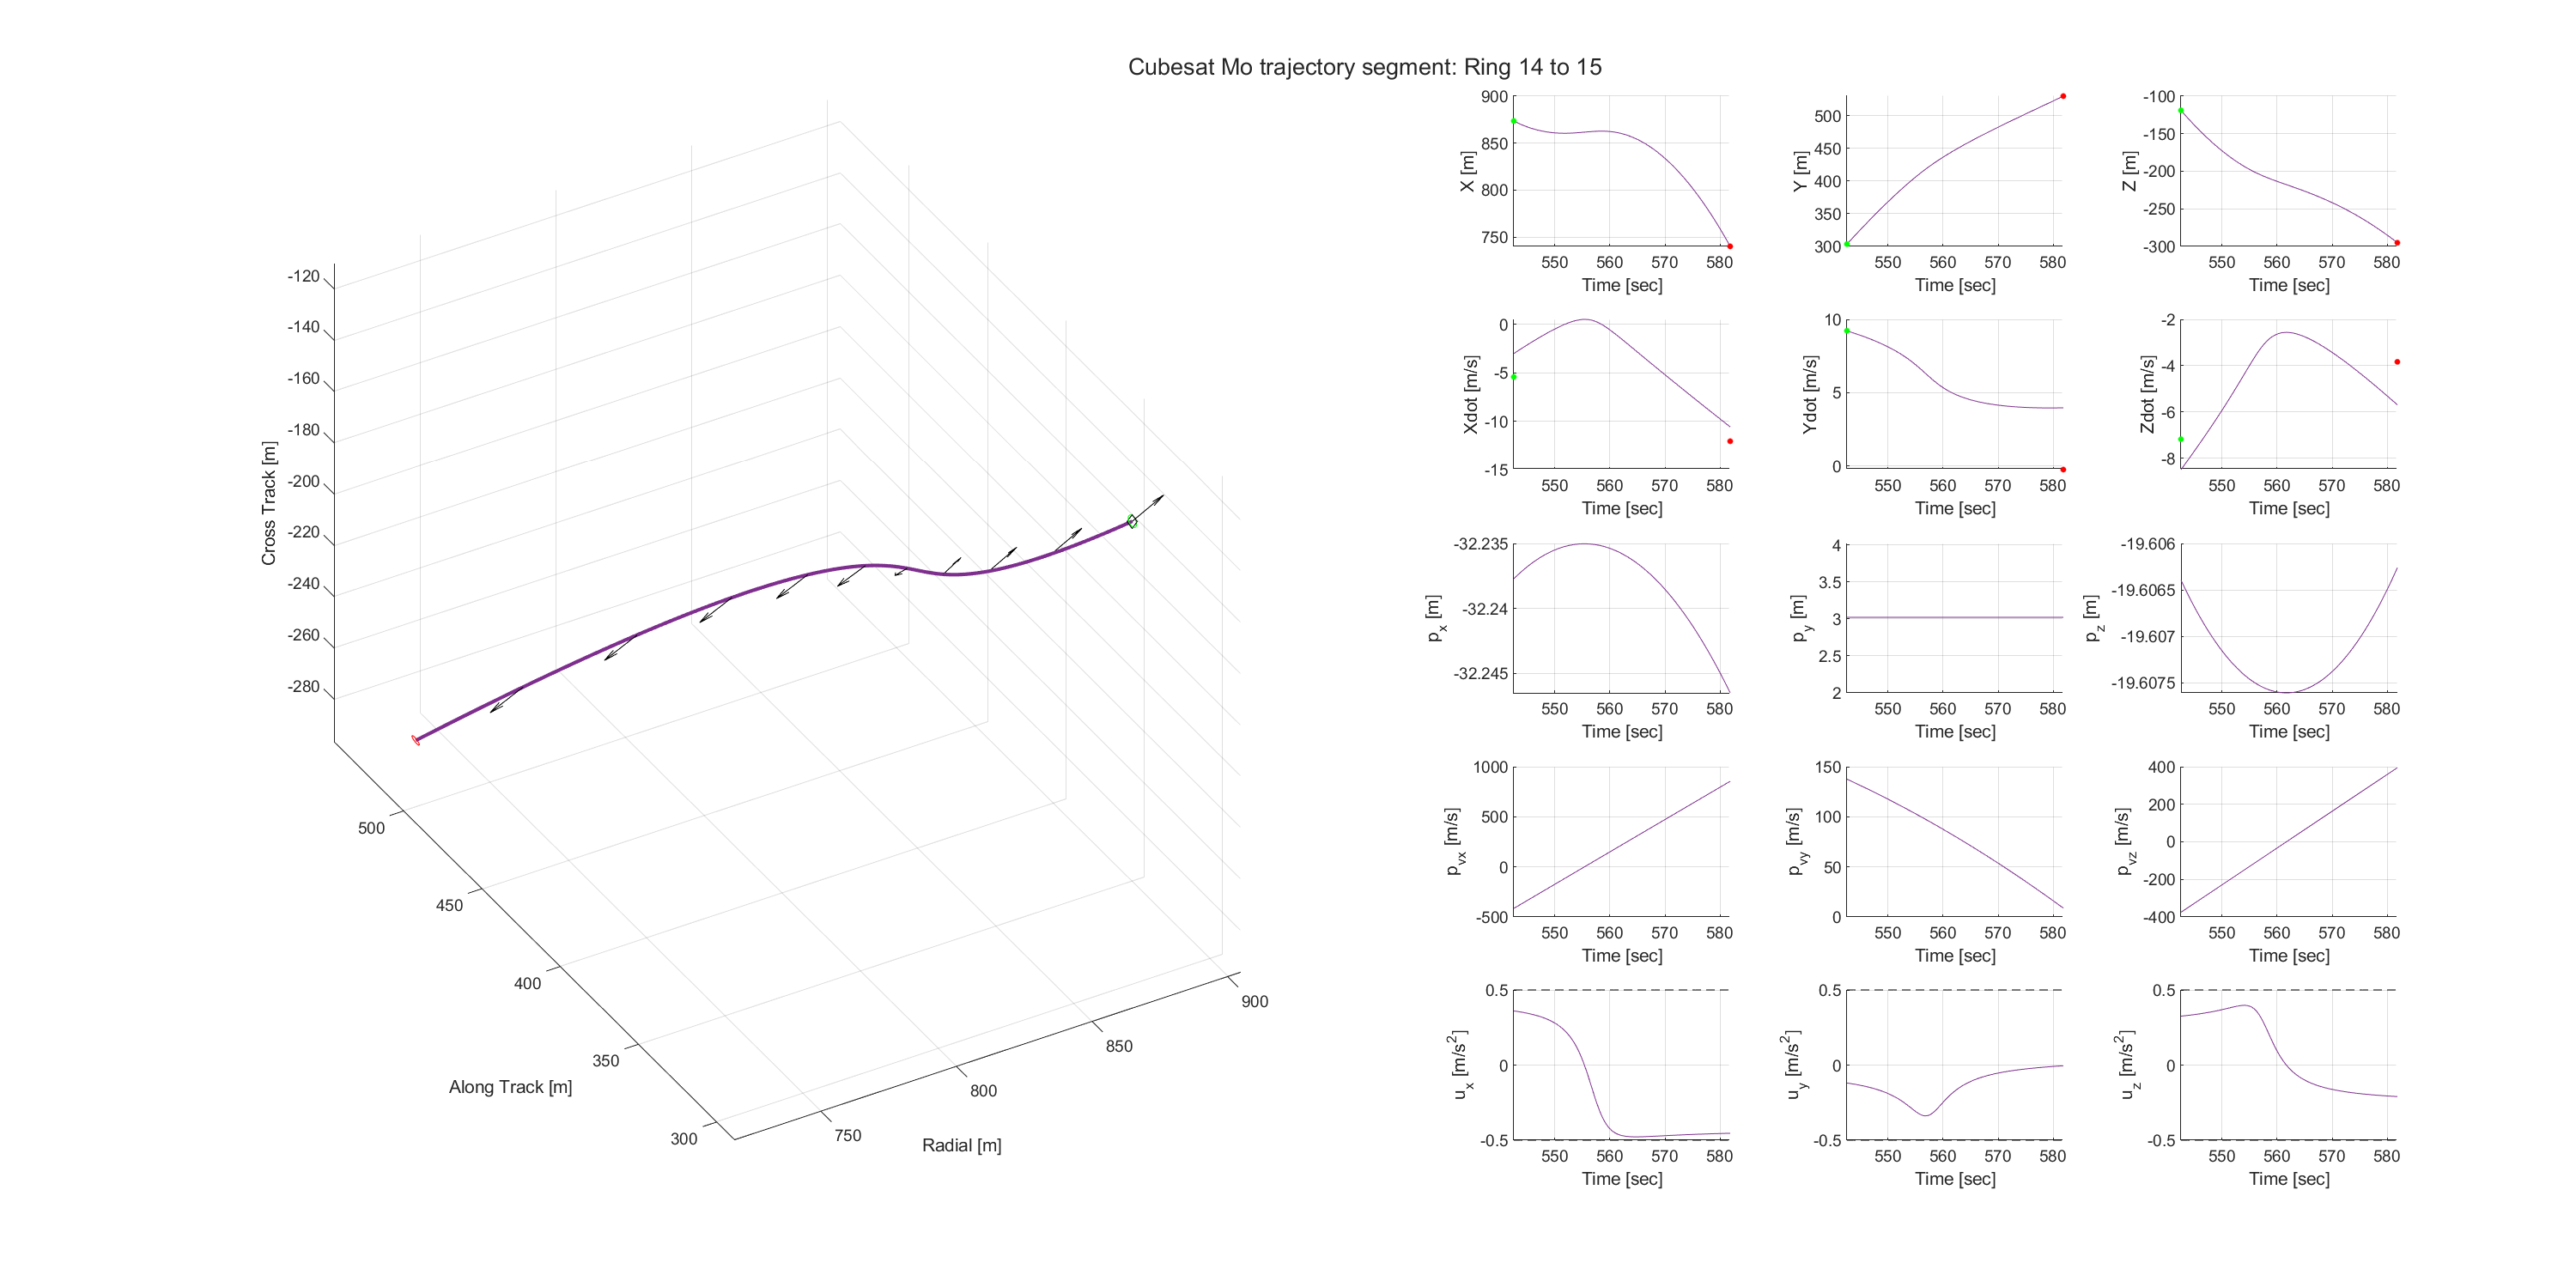 Cubesat Mo trajectory segment: Ring 14 to 15
-120
-140
-160
-180
-200
-220
-240
-260
-280
Cross Track [m]
500
450
400
350
300
Along Track [m]
750
800
850
900
Radial [m]
900
850
800
750
X [m]
550 560 570 580
Time [sec]
500
450
400
350
300
Y [m]
550 560 570 580
Time [sec]
-100
-150
-200
-250
-300
Z [m]
550 560 570 580
Time [sec]
0
-5
-10
-15
Xdot [m/s]
550 560 570 580
Time [sec]
10
5
0
Ydot [m/s]
550 560 570 580
Time [sec]
-2
-4
-6
-8
Zdot [m/s]
550 560 570 580
Time [sec]
-32.235
-32.24
-32.245
p_x [m]
550 560 570 580
Time [sec]
4
3.5
3
2.5
2
p_y [m]
550 560 570 580
Time [sec]
-19.606
-19.6065
-19.607
-19.6075
p_z [m]
550 560 570 580
Time [sec]
1000
500
0
-500
p_vx [m/s]
550 560 570 580
Time [sec]
150
100
50
0
p_vy [m/s]
550 560 570 580
Time [sec]
400
200
0
-200
-400
p_vz [m/s]
550 560 570 580
Time [sec]
0.5
0
-0.5
u_x [m/s²]
550 560 570 580
Time [sec]
0.5
0
-0.5
u_y [m/s²]
550 560 570 580
Time [sec]
0.5
0
-0.5
u_z [m/s²]
550 560 570 580
Time [sec]